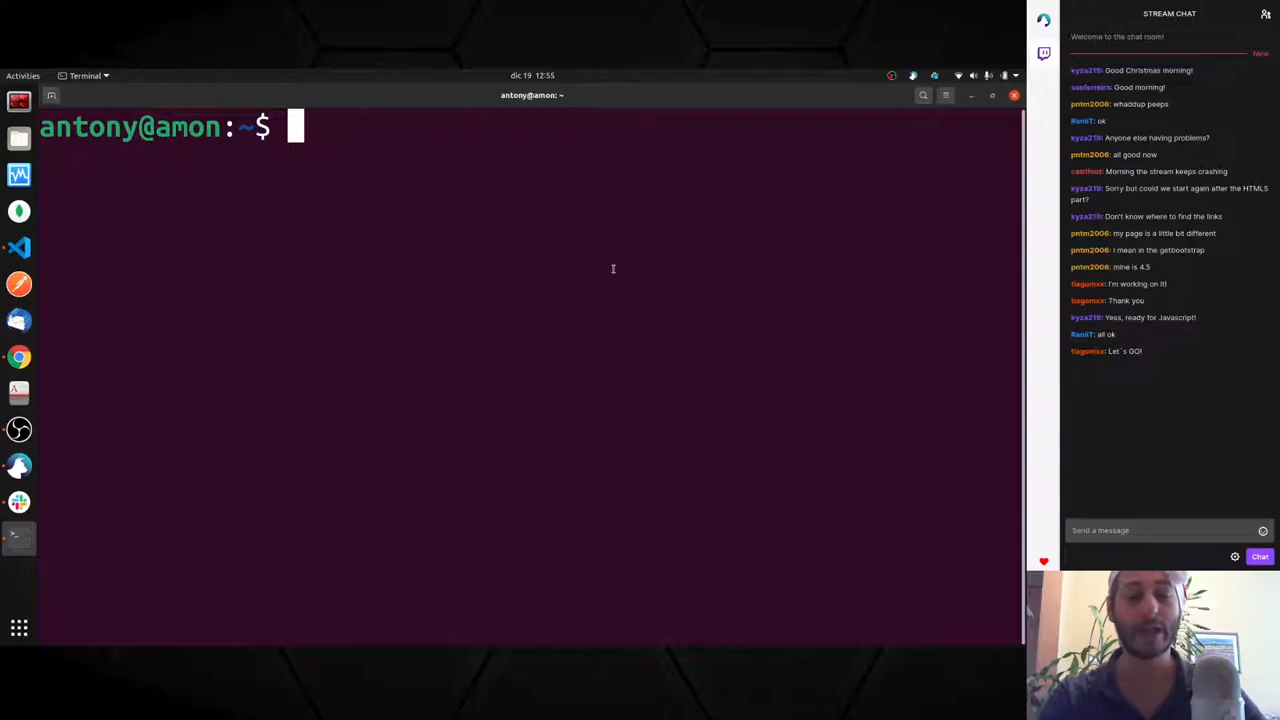 Activities
Terminal
dic 19 12:55
antony@amon: ~
antony@amon:~$
STREAM CHAT
Welcome to the chat room!
New
kyza219: Good Christmas morning!
Good morning!
pntm2006: whaddup peeps
RaniiT: ok
kyza219: Anyone else having problems?
pntm2006: all good now
Morning the stream keeps crashing
kyza219: Sorry but could we start again after the HTML5
part?
kyza219: Don't know where to find the links
pntm2006: my page is a little bit different
pntm2006: I mean in the getbootstrap
pntm2006: mine is 4.5
tiagomxx: I'm working on it!
tiagomxx: Thank you
kyza219: Yess, ready for Javascript!
RaniiT: all ok
tiagomxx: Let`s GO!
Send a message
Chat